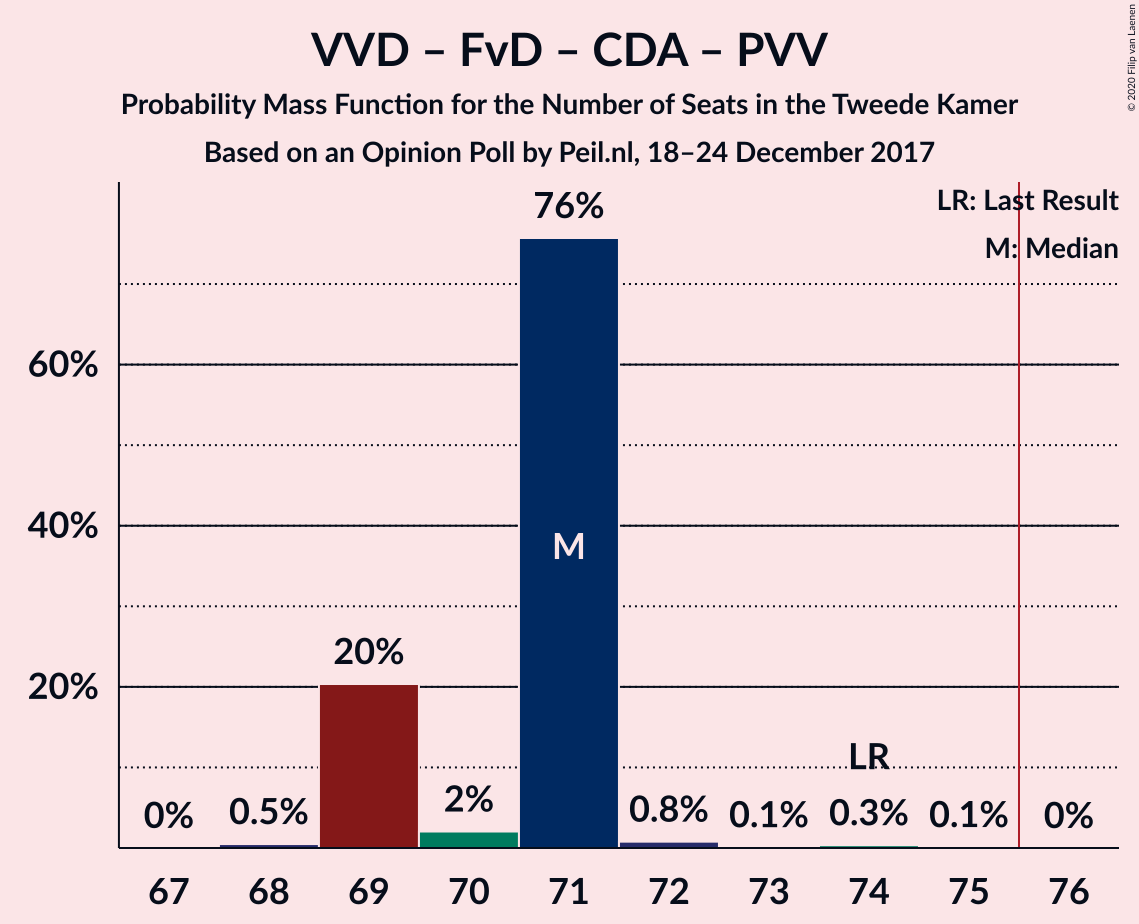 VVD – FvD – CDA – PVV
Probability Mass Function for the Number of Seats in the Tweede Kamer
Based on an Opinion Poll by Peil.nl, 18–24 December 2017
© 2020 Filip van Laenen
LR: Last Result
M: Median
76%
60%
40%
M
20%
20%
LR
0%
0.5%
2%
0.8%
0.1%
0.3%
0.1%
0%
67 68 69 70 71 72 73 74 75 76